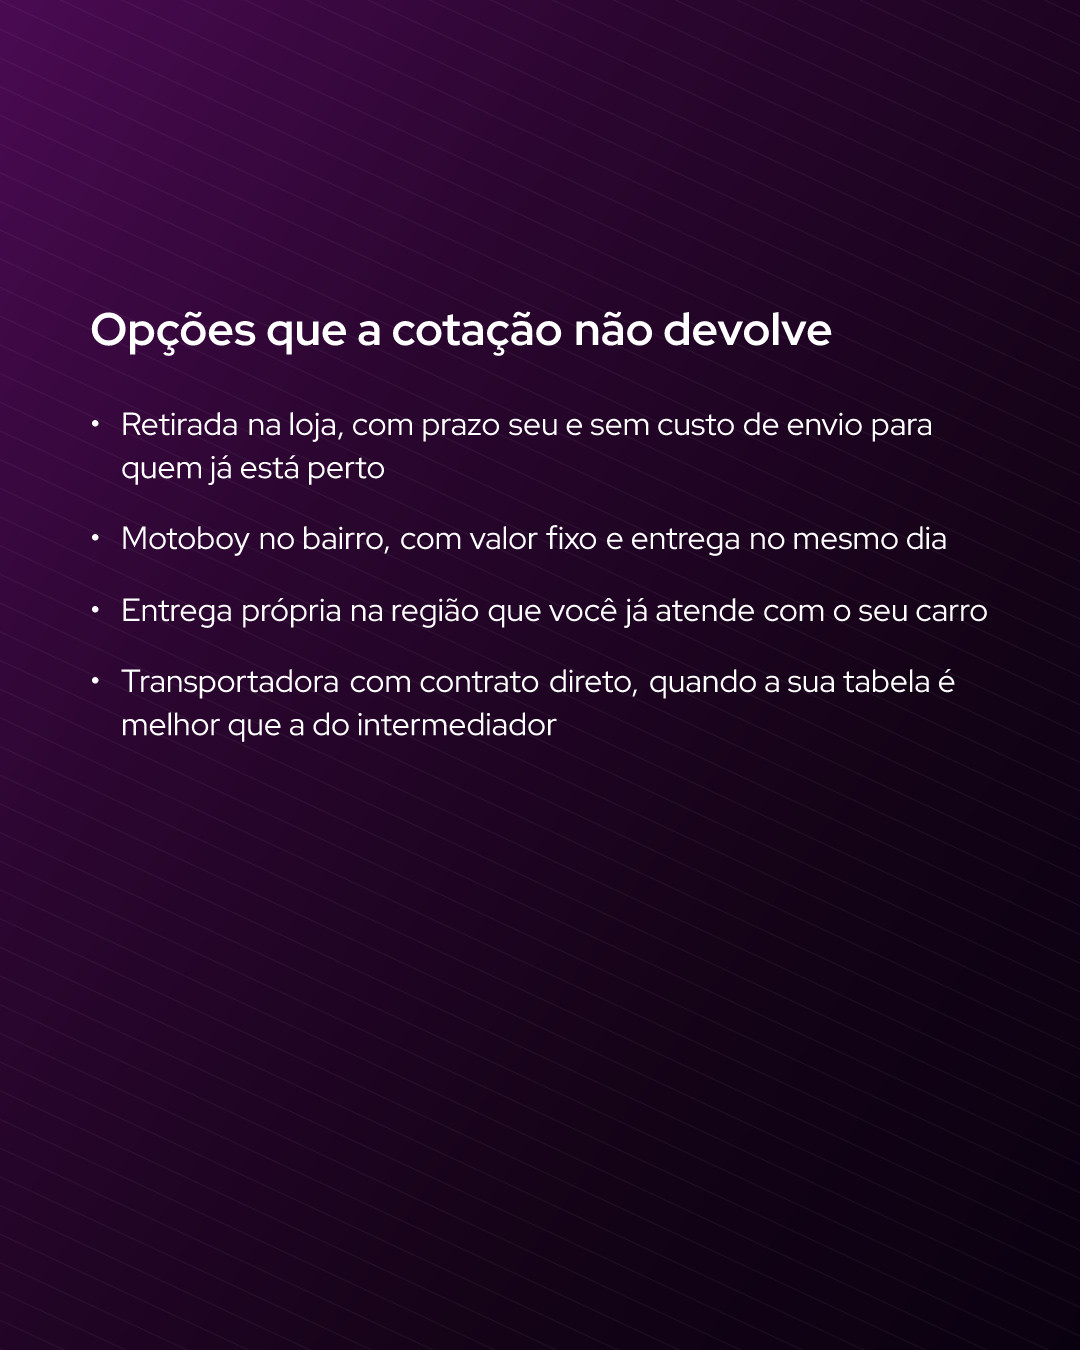 Opções que a cotação não devolve
• Retirada na loja, com prazo seu e sem custo de envio para
quem já está perto
• Motoboy no bairro, com valor fixo e entrega no mesmo dia
• Entrega própria na região que você já atende com o seu carro
• Transportadora com contrato direto, quando a sua tabela é
melhor que a do intermediador